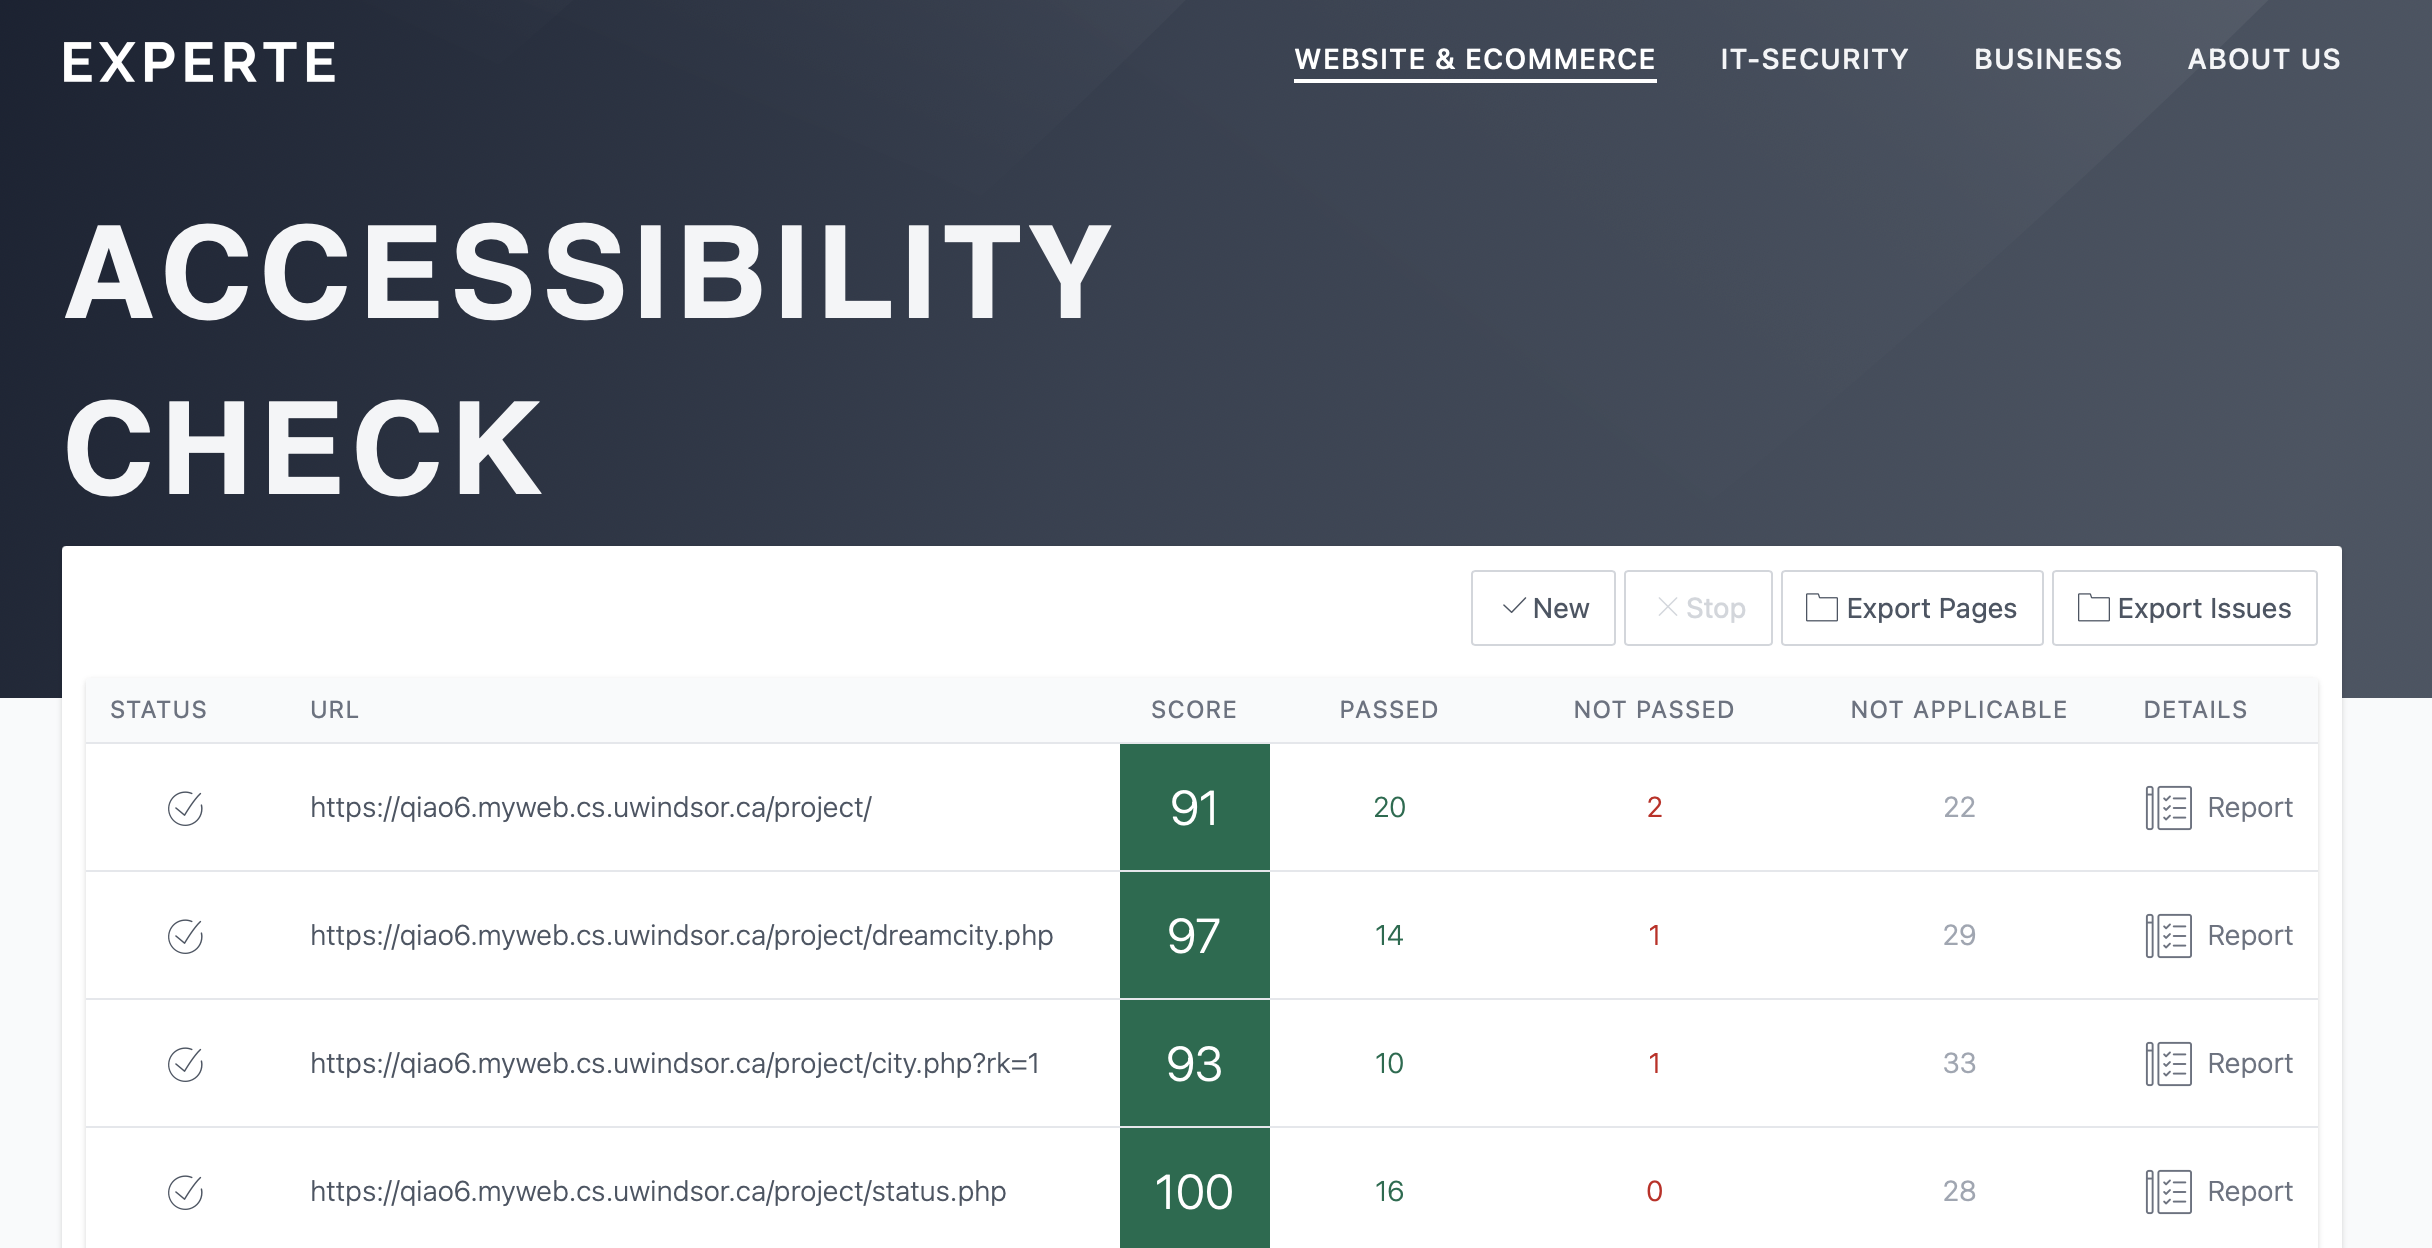 EXPERTE
WEBSITE & ECOMMERCE IT-SECURITY BUSINESS ABOUT US
ACCESSIBILITY
CHECK
New Stop Export Pages Export Issues
STATUS URL SCORE PASSED NOT PASSED NOT APPLICABLE DETAILS
https://qiao6.myweb.cs.uwindsor.ca/project/ 91 20 2 22 Report
https://qiao6.myweb.cs.uwindsor.ca/project/dreamcity.php 97 14 1 29 Report
https://qiao6.myweb.cs.uwindsor.ca/project/city.php?rk=1 93 10 1 33 Report
https://qiao6.myweb.cs.uwindsor.ca/project/status.php 100 16 0 28 Report